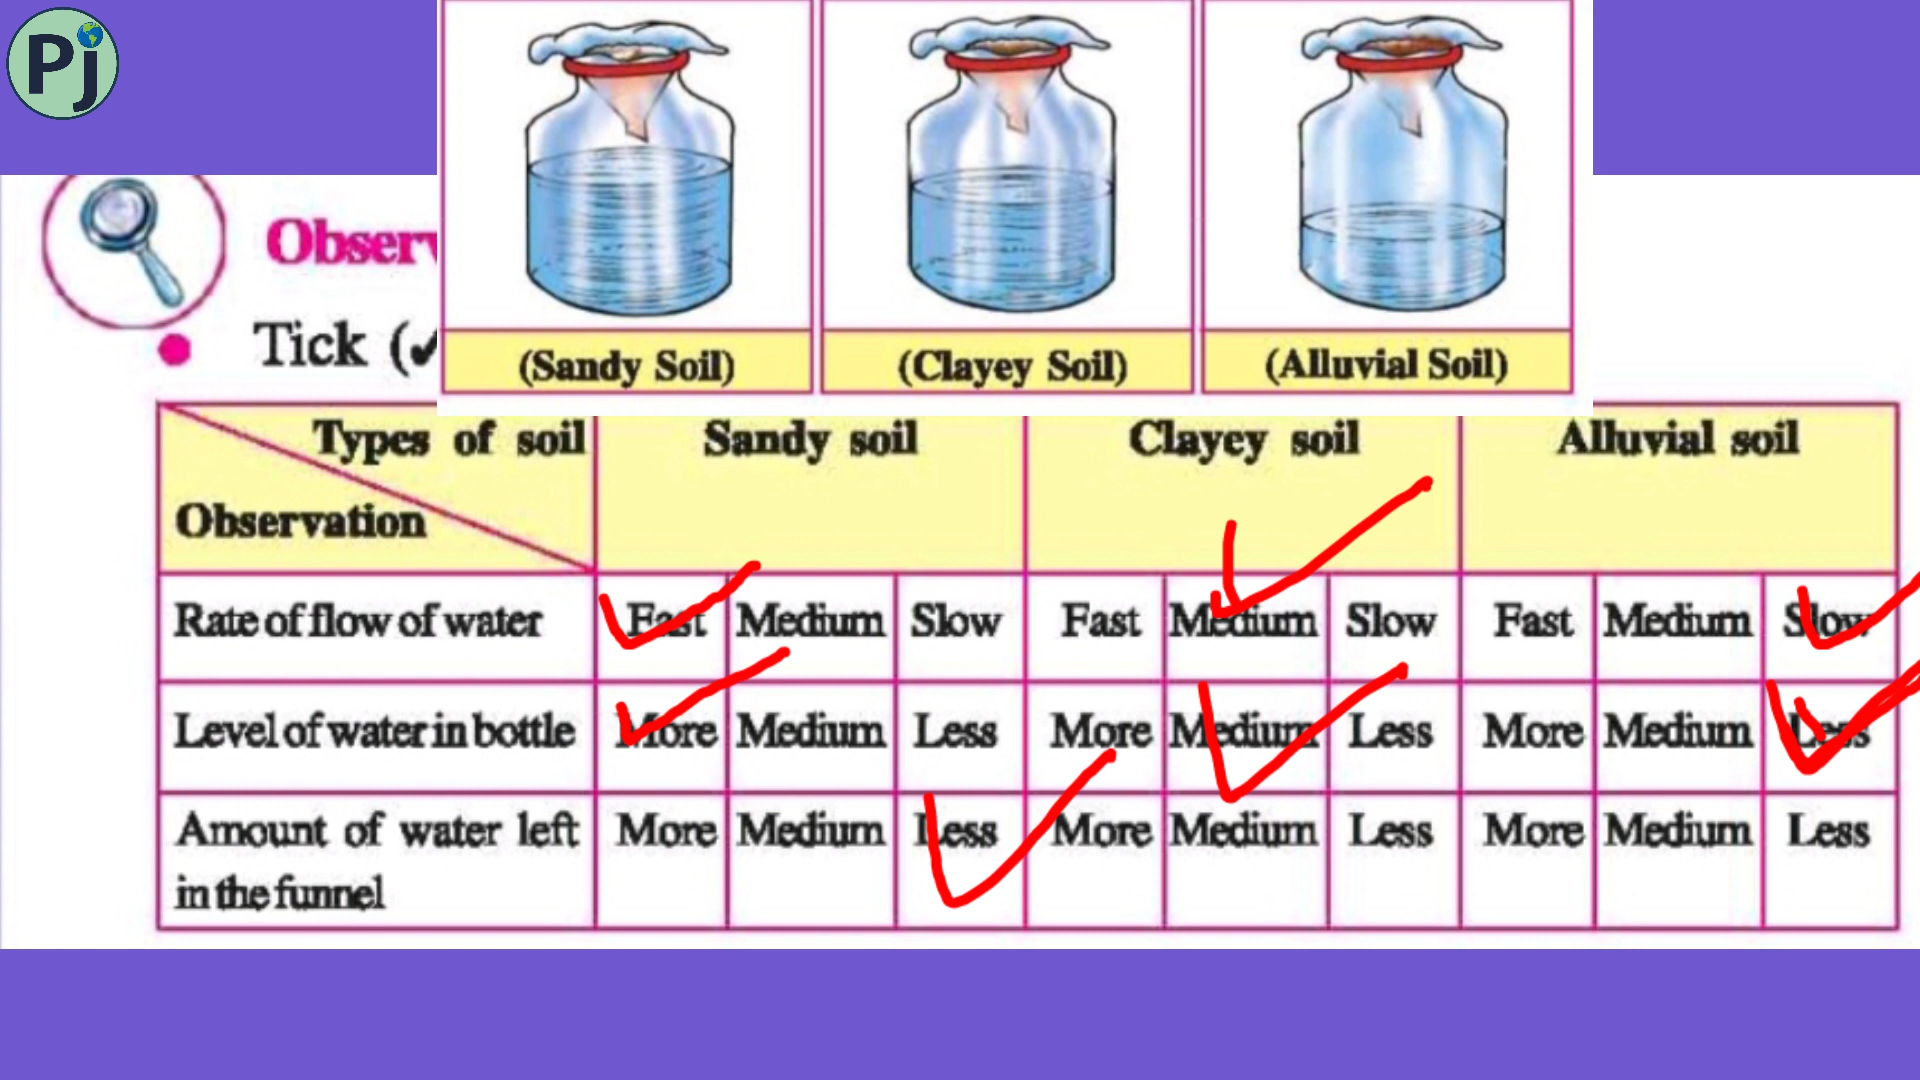 Pj
(Sandy Soil) (Clayey Soil) (Alluvial Soil)
Observ
Tick (✓
Types of soil Sandy soil Clayey soil Alluvial soil
Observation
Rate of flow of water Fast Medium Slow Fast Medium Slow Fast Medium Slow
Level of water in bottle More Medium Less More Medium Less More Medium Less
Amount of water left More Medium Less More Medium Less More Medium Less
in the funnel